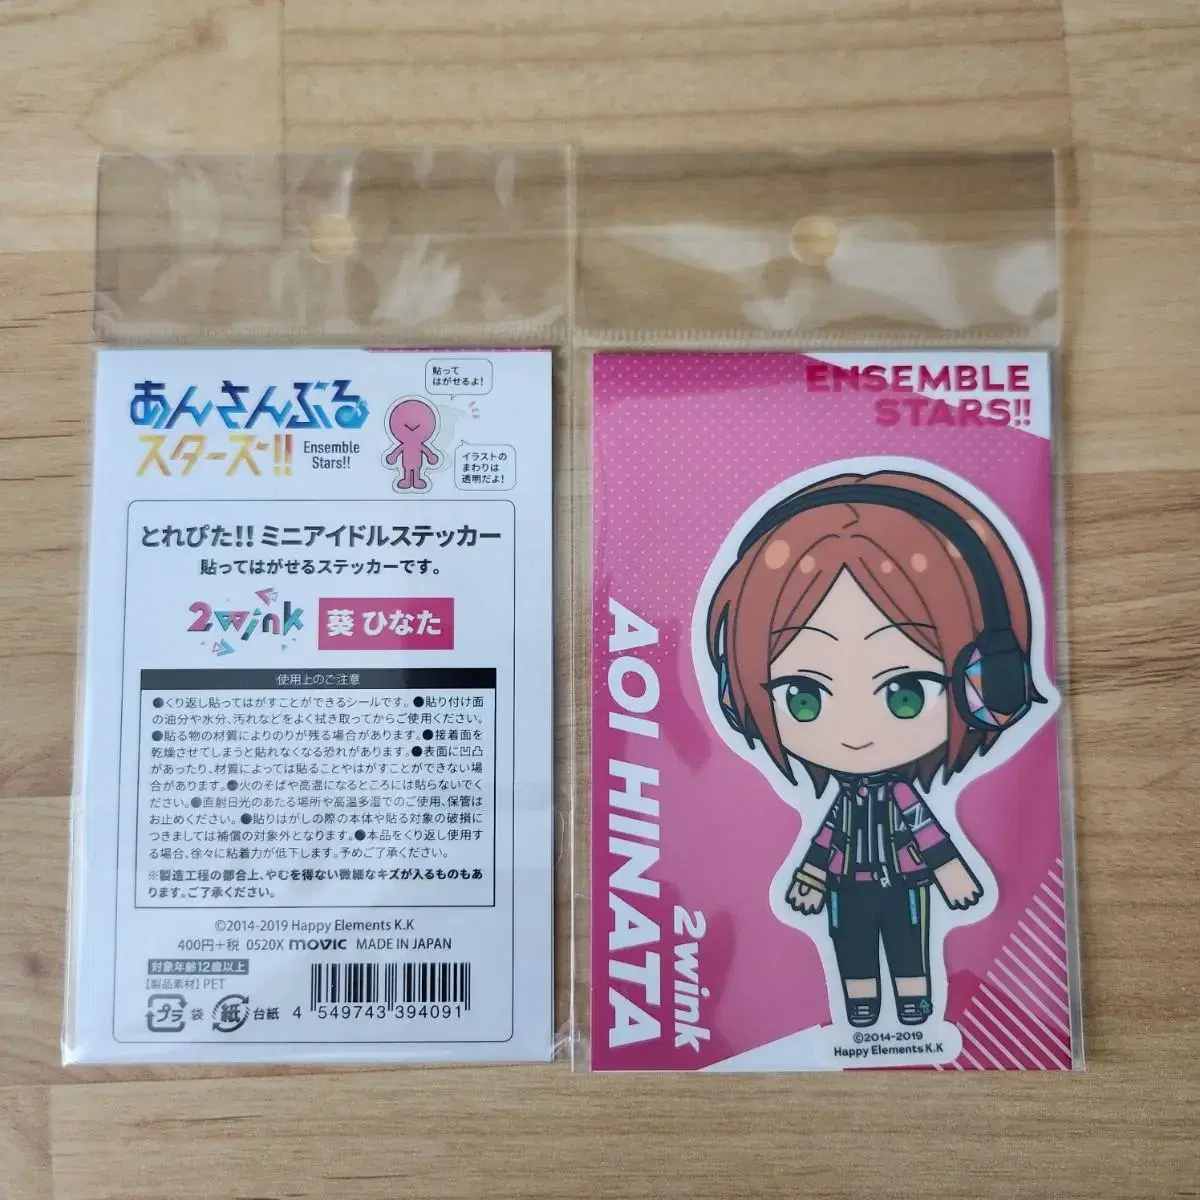 あんさんぶる
スターズ!!
Ensemble
Stars!!
貼って
はがせるよ!
イラストの
まわりは
透明だよ!
とれぴた!! ミニアイドルステッカー
貼ってはがせるステッカーです。
2wink 葵 ひなた
使用上のご注意
●くり返し貼ってはがすことができるシールです。●貼り付け面
の油分や水分、汚れなどをよく拭き取ってからご使用ください。
●貼る物の材質によりのりが残る場合があります。●接着面を
乾燥させてしまうと貼れなくなる恐れがあります。●表面に凹凸
があったり、材質によっては貼ることやはがすことができない場
合があります。●火のそばや高温になるところには貼らないでく
ださい。●直射日光のあたる場所や高温多湿でのご使用、保管は
お止めください。●貼りはがしの際の本体や貼る対象の破損に
つきましては補償の対象外となります。●本品をくり返し使用す
る場合、徐々に粘着力が低下します。予めご了承ください。
※製造工程の都合上、やむを得ない微細なキズが入るものもあ
ります。ご了承ください。
©2014-2019 Happy Elements K.K
400円+税 0520X movic MADE IN JAPAN
対象年齢12歳以上
【製品素材】PET
プラ 袋 紙 台紙
4 549743 394091
ENSEMBLE
STARS!!
AOI HINATA
2wink
©2014-2019
Happy Elements K.K